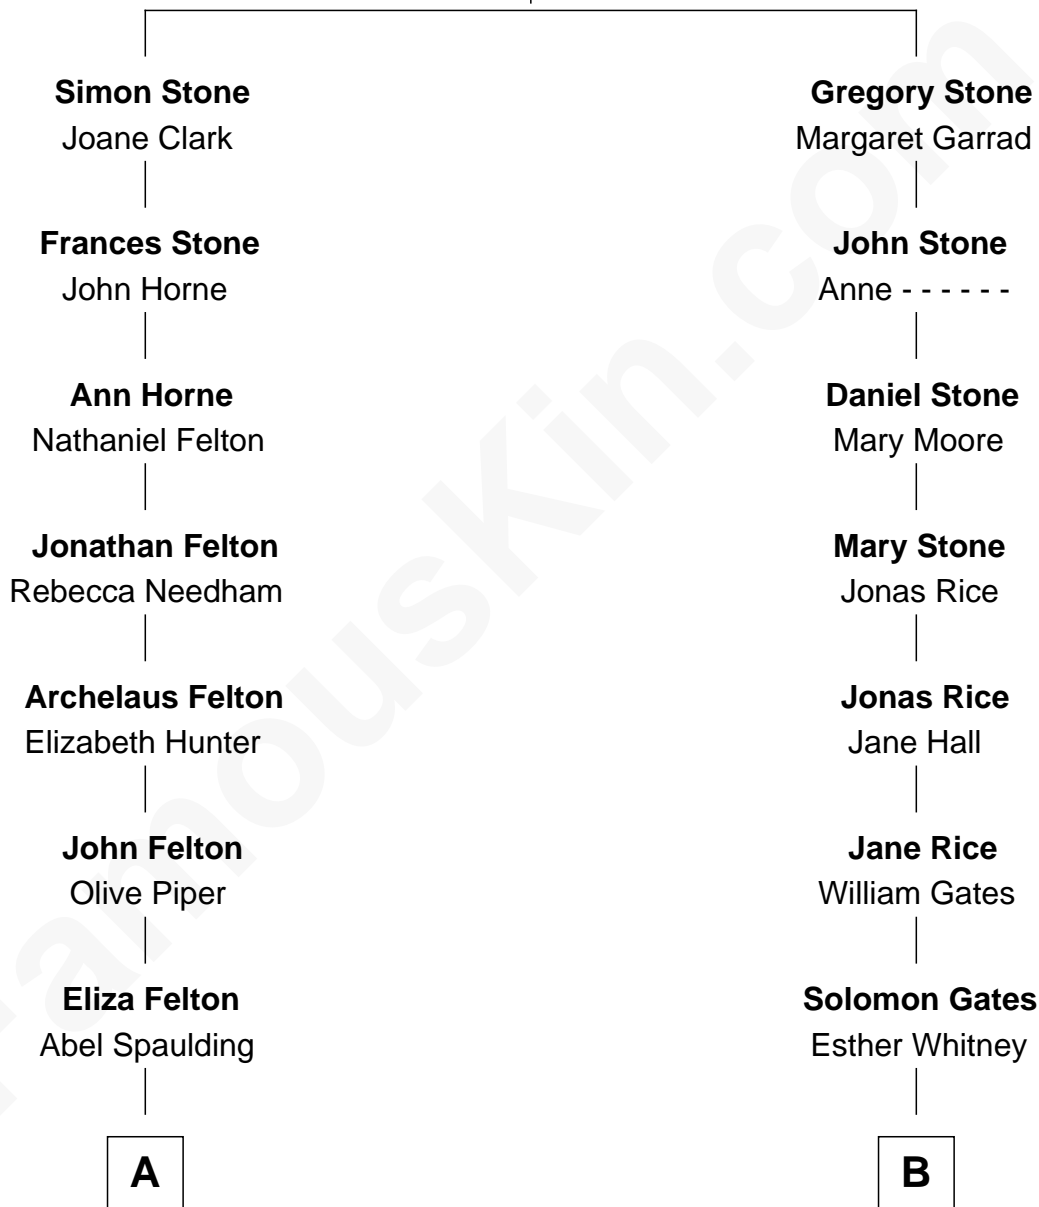 Simon Stone
Joane Clark
Gregory Stone
Margaret Garrad
Frances Stone
John Horne
John Stone
Anne - - - - - -
Ann Horne
Nathaniel Felton
Daniel Stone
Mary Moore
Jonathan Felton
Rebecca Needham
Mary Stone
Jonas Rice
Archelaus Felton
Elizabeth Hunter
Jonas Rice
Jane Hall
John Felton
Olive Piper
Jane Rice
William Gates
Eliza Felton
Abel Spaulding
Solomon Gates
Esther Whitney
A
B
FamousKin.com